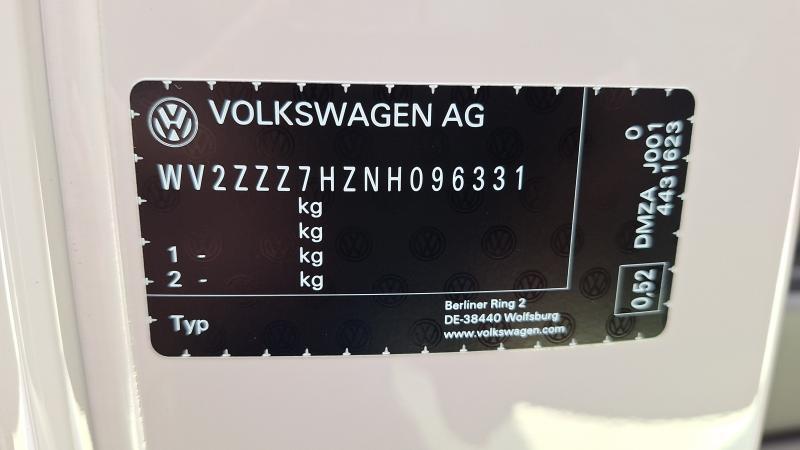 VOLKSWAGEN AG
WV2ZZZ7HZNH096331
kg
kg
1 - kg
2 - kg
Typ
Berliner Ring 2
DE-38440 Wolfsburg
www.volkswagen.com
0,52
DMZA J001 0
4431623